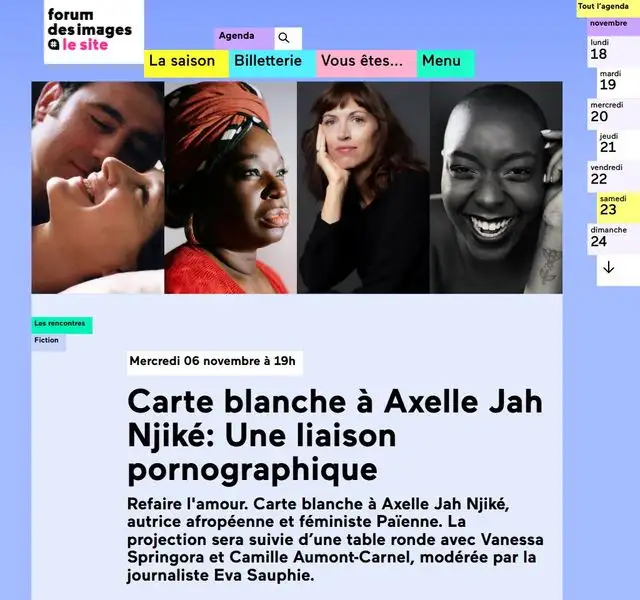 forum
des images
le site
Agenda
La saison
Billetterie
Vous êtes...
Menu
Tout l'agenda
novembre
lundi
18
mardi
19
mercredi
20
jeudi
21
vendredi
22
samedi
23
dimanche
24
Les rencontres
Fiction
Mercredi 06 novembre à 19h
Carte blanche à Axelle Jah
Njiké: Une liaison
pornographique
Refaire l'amour. Carte blanche à Axelle Jah Njiké,
autrice afropéenne et féministe Païenne. La
projection sera suivie d’une table ronde avec Vanessa
Springora et Camille Aumont-Carnel, modérée par la
journaliste Eva Sauphie.